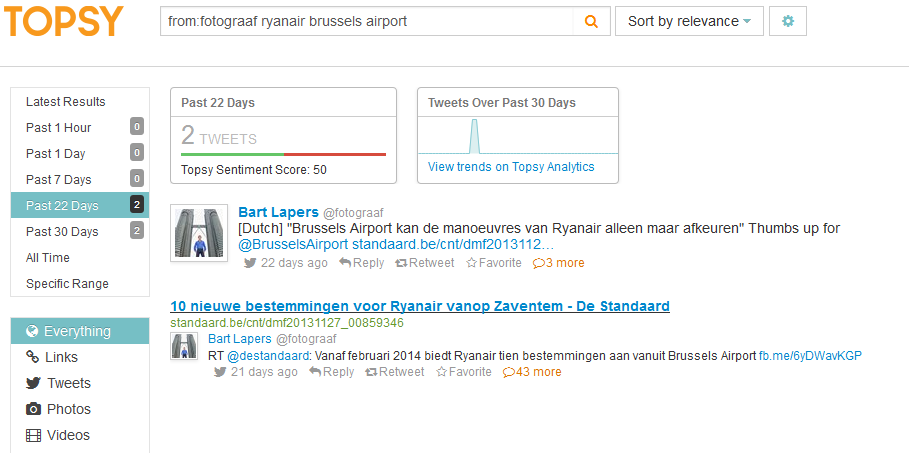 TOPSY
from:fotograaf ryanair brussels airport
Sort by relevance
Latest Results
Past 1 Hour 0
Past 1 Day 0
Past 7 Days 0
Past 22 Days 2
Past 30 Days 2
All Time
Specific Range
Everything
Links
Tweets
Photos
Videos
Past 22 Days
2 TWEETS
Topsy Sentiment Score: 50
Tweets Over Past 30 Days
View trends on Topsy Analytics
Bart Lapers @fotograaf
[Dutch] "Brussels Airport kan de manoeuvres van Ryanair alleen maar afkeuren" Thumbs up for
@BrusselsAirport standaard.be/cnt/dmf2013112…
22 days ago Reply Retweet Favorite 3 more
10 nieuwe bestemmingen voor Ryanair vanop Zaventem - De Standaard
standaard.be/cnt/dmf20131127_00859346
Bart Lapers @fotograaf
RT @destandaard: Vanaf februari 2014 biedt Ryanair tien bestemmingen aan vanuit Brussels Airport fb.me/6yDWavKGP
21 days ago Reply Retweet Favorite 43 more